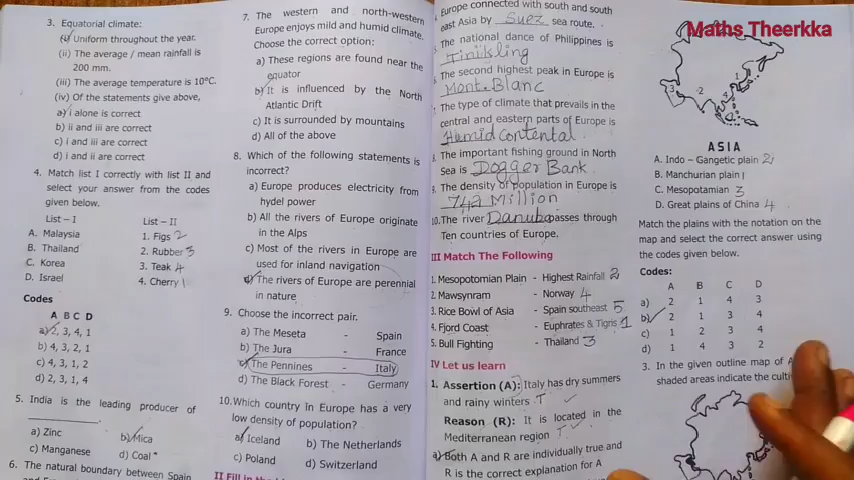 3. Equatorial climate:
(i) Uniform throughout the year.
(ii) The average / mean rainfall is
200 mm.
(iii) The average temperature is 10°C.
(iv) Of the statements give above,
a) i alone is correct
b) ii and iii are correct
c) i and iii are correct
d) i and ii are correct
4. Match list I correctly with list II and
select your answer from the codes
given below.
List - I List - II
A. Malaysia 1. Figs 2
B. Thailand 2. Rubber 3
C. Korea 3. Teak 4
D. Israel 4. Cherry 1
Codes
A B C D
a) 2, 3, 4, 1
b) 4, 3, 2, 1
c) 4, 3, 1, 2
d) 2, 3, 1, 4
5. India is the leading producer of
a) Zinc b) Mica
c) Manganese d) Coal
6. The natural boundary between Spain
7. The western and north-western
Europe enjoys mild and humid climate.
Choose the correct option:
a) These regions are found near the
equator
b) It is influenced by the North
Atlantic Drift
c) It is surrounded by mountains
d) All of the above
8. Which of the following statements is
incorrect?
a) Europe produces electricity from
hydel power
b) All the rivers of Europe originate
in the Alps
c) Most of the rivers in Europe are
used for inland navigation
d) The rivers of Europe are perennial
in nature
9. Choose the incorrect pair.
a) The Meseta - Spain
b) The Jura - France
c) The Pennines - Italy
d) The Black Forest - Germany
10. Which country in Europe has a very
low density of population?
a) Iceland b) The Netherlands
c) Poland d) Switzerland
II Fill in the
Europe connected with south and south
east Asia by Suez sea route.
The national dance of Philippines is
Tinikling
The second highest peak in Europe is
Mont.Blanc
The type of climate that prevails in the
central and eastern parts of Europe is
Humid Contental
8. The important fishing ground in North
Sea is Dogger Bank
9. The density of population in Europe is
742 Million
10. The river Danube passes through
Ten countries of Europe.
III Match The Following
1. Mesopotomian Plain - Highest Rainfall 2
2. Mawsynram - Norway 4
3. Rice Bowl of Asia - Spain southeast 5
4. Fjord Coast - Euphrates & Tigris 1
5. Bull Fighting - Thailand 3
IV Let us learn
1. Assertion (A): Italy has dry summers
and rainy winters T
Reason (R): It is located in the
Mediterranean region T
a) Both A and R are individually true and
R is the correct explanation for A
Maths Theerkka
1
3 2
4
ASIA
A. Indo - Gangetic plain 2
B. Manchurian plain 1
C. Mesopotamian 3
D. Great plains of China 4
Match the plains with the notation on the
map and select the correct answer using
the codes given below.
Codes:
A B C D
a) 2 1 4 3
b) 2 1 3 4
c) 1 2 3 4
d) 1 4 3 2
3. In the given outline map of
shaded areas indicate the